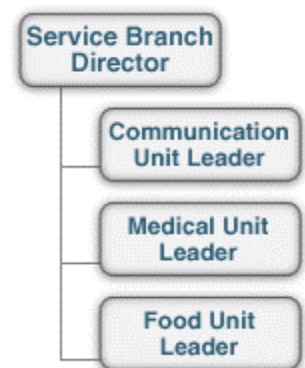 Service Branch
Director
Communication
Unit Leader
Medical Unit
Leader
Food Unit
Leader